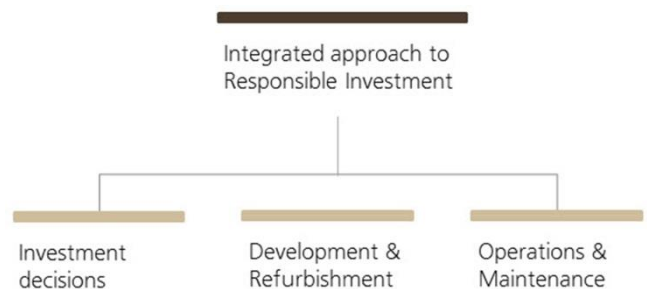 Integrated approach to
Responsible Investment
Investment
decisions
Development &
Refurbishment
Operations &
Maintenance